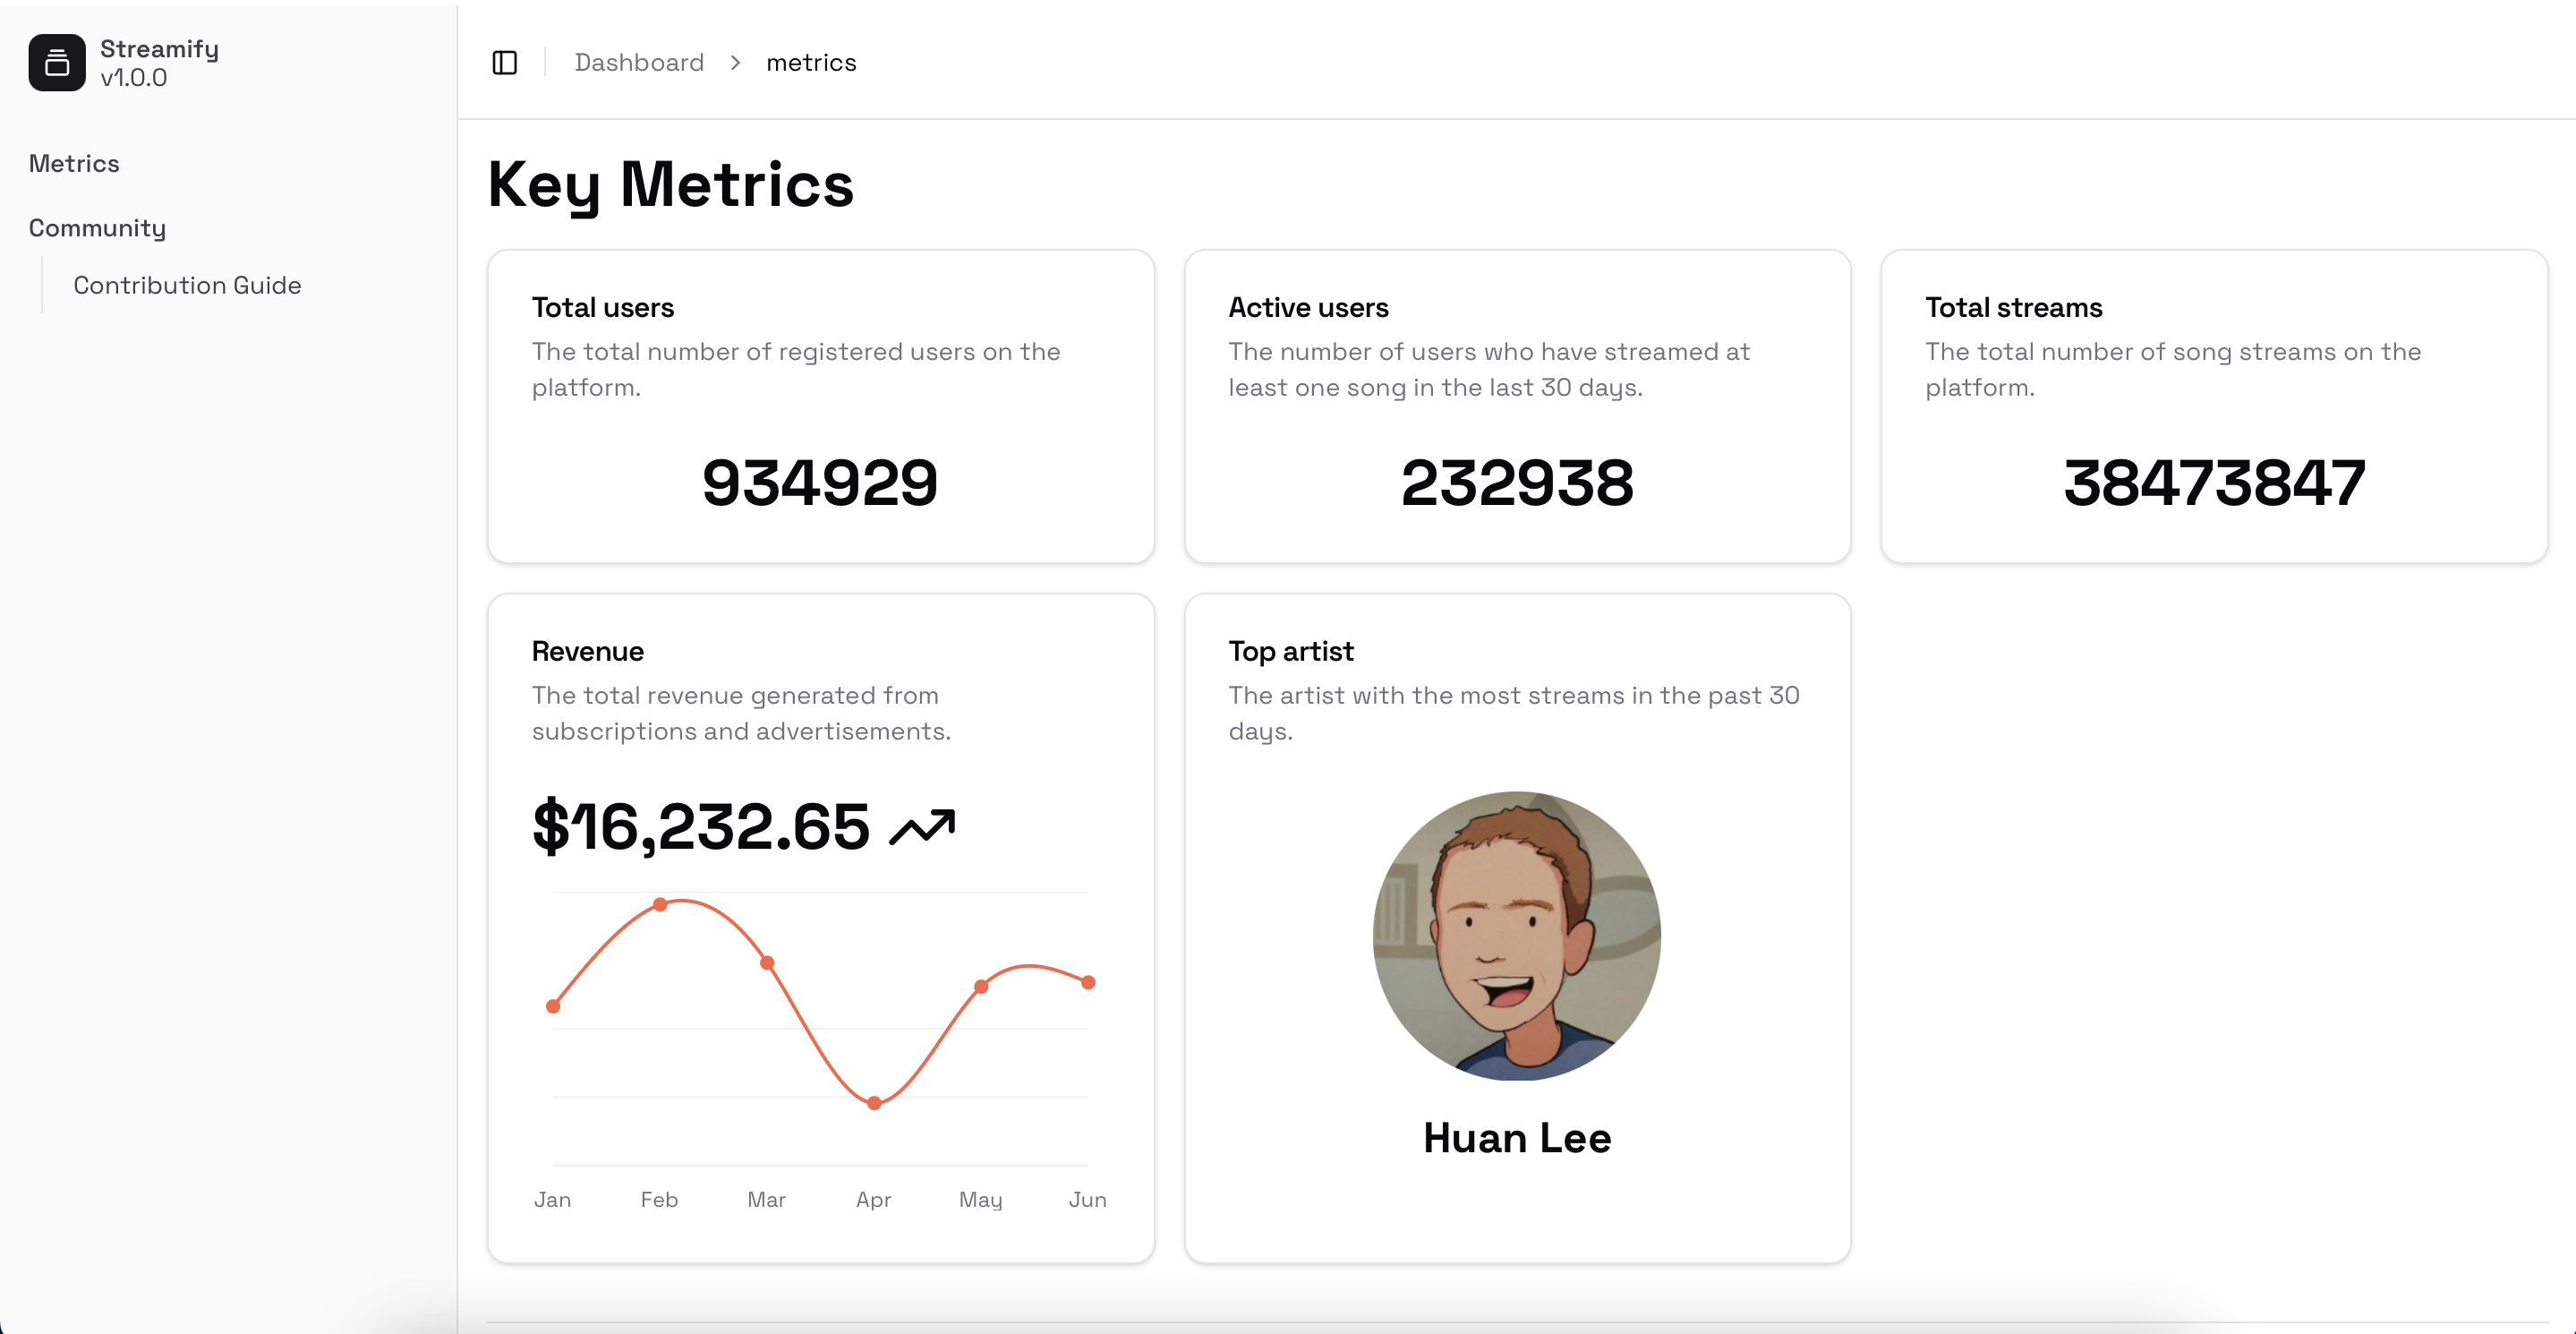 Streamify
v1.0.0
Metrics
Community
Contribution Guide
Dashboard
metrics
Key Metrics
Total users
The total number of registered users on the
platform.
934929
Active users
The number of users who have streamed at
least one song in the last 30 days.
232938
Total streams
The total number of song streams on the
platform.
38473847
Revenue
The total revenue generated from
subscriptions and advertisements.
$16,232.65
Jan Feb Mar Apr May Jun
Top artist
The artist with the most streams in the past 30
days.
Huan Lee